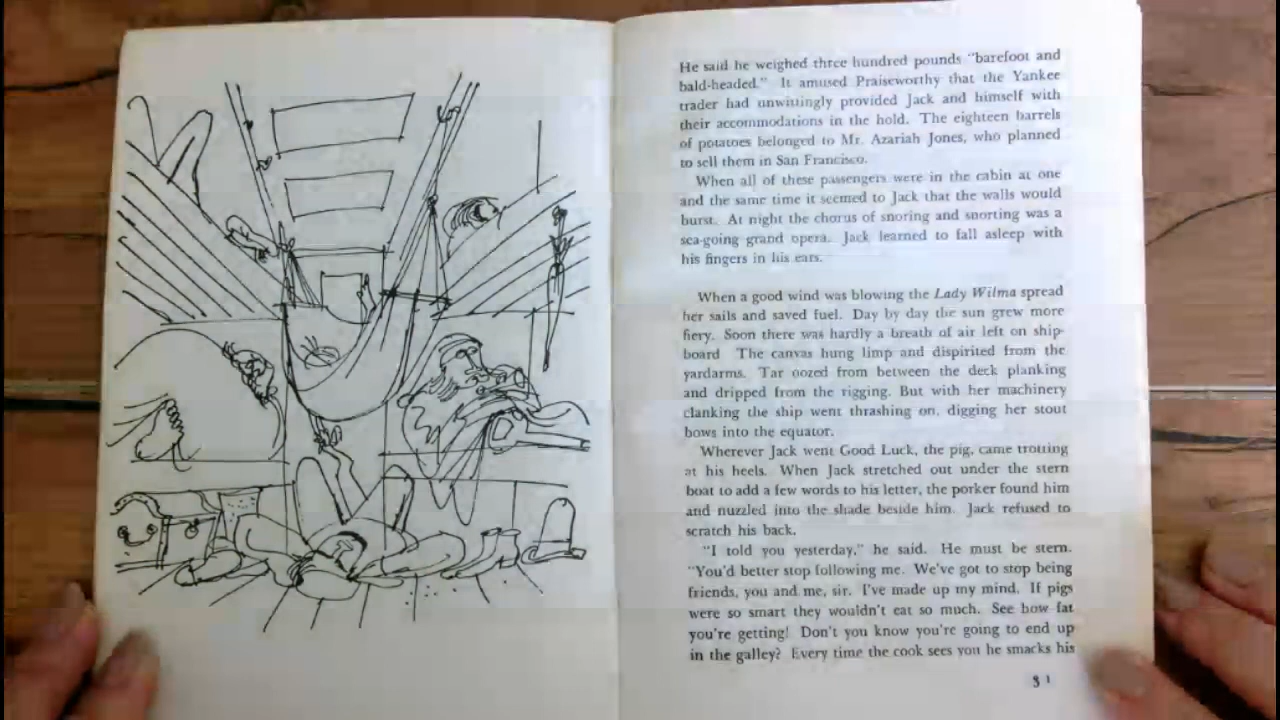 He said he weighed three hundred pounds “barefoot and
bald-headed.” It amused Praiseworthy that the Yankee
trader had unwittingly provided Jack and himself with
their accommodations in the hold. The eighteen barrels
of potatoes belonged to Mr. Azariah Jones, who planned
to sell them in San Francisco.
When all of these passengers were in the cabin at one
and the same time it seemed to Jack that the walls would
burst. At night the chorus of snoring and snorting was a
sea-going grand opera. Jack learned to fall asleep with
his fingers in his ears.
When a good wind was blowing the Lady Wilma spread
her sails and saved fuel. Day by day the sun grew more
fiery. Soon there was hardly a breath of air left on ship-
board The canvas hung limp and dispirited from the
yardarms. Tar oozed from between the deck planking
and dripped from the rigging. But with her machinery
clanking the ship went thrashing on, digging her stout
bows into the equator.
Wherever Jack went Good Luck, the pig, came trotting
at his heels. When Jack stretched out under the stern
boat to add a few words to his letter, the porker found him
and nuzzled into the shade beside him. Jack refused to
scratch his back.
“I told you yesterday,” he said. He must be stern.
“You’d better stop following me. We’ve got to stop being
friends, you and me, sir. I’ve made up my mind. If pigs
were so smart they wouldn’t eat so much. See how fat
you’re getting! Don’t you know you’re going to end up
in the galley? Every time the cook sees you he smacks his
31